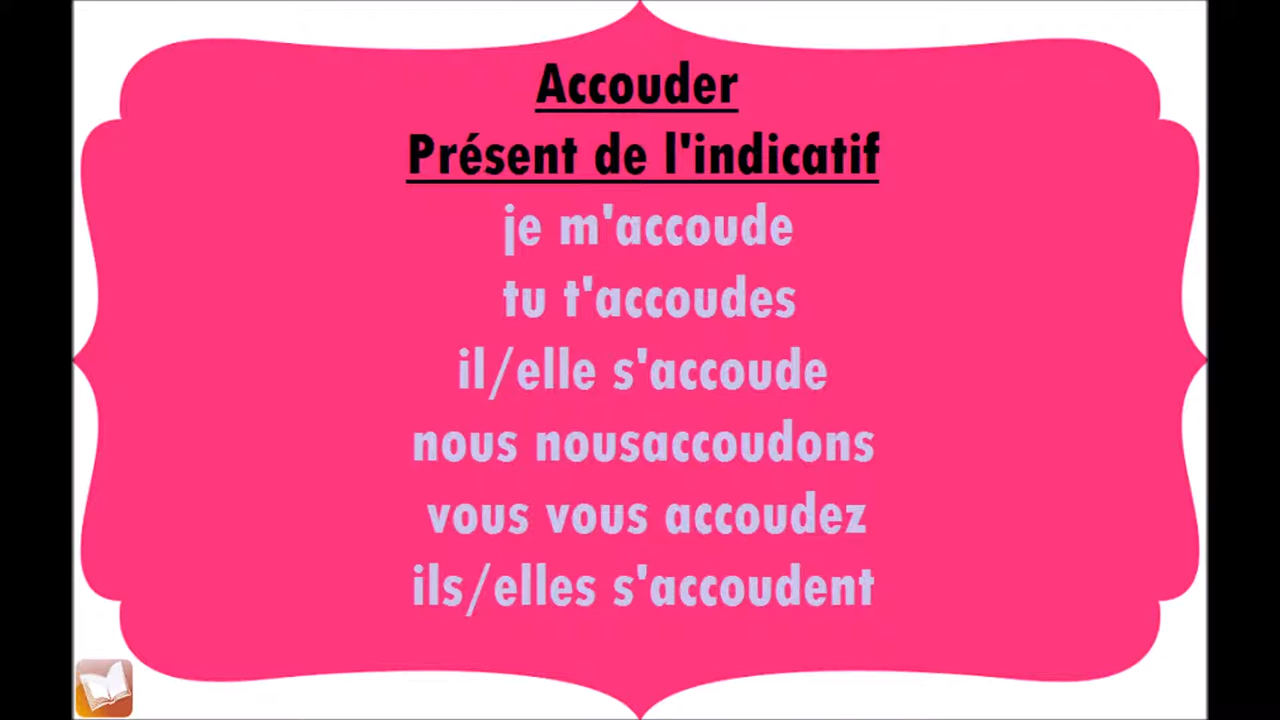 Accouder
Présent de l'indicatif
je m'accoude
tu t'accoudes
il/elle s'accoude
nous nousaccoudons
vous vous accoudez
ils/elles s'accoudent